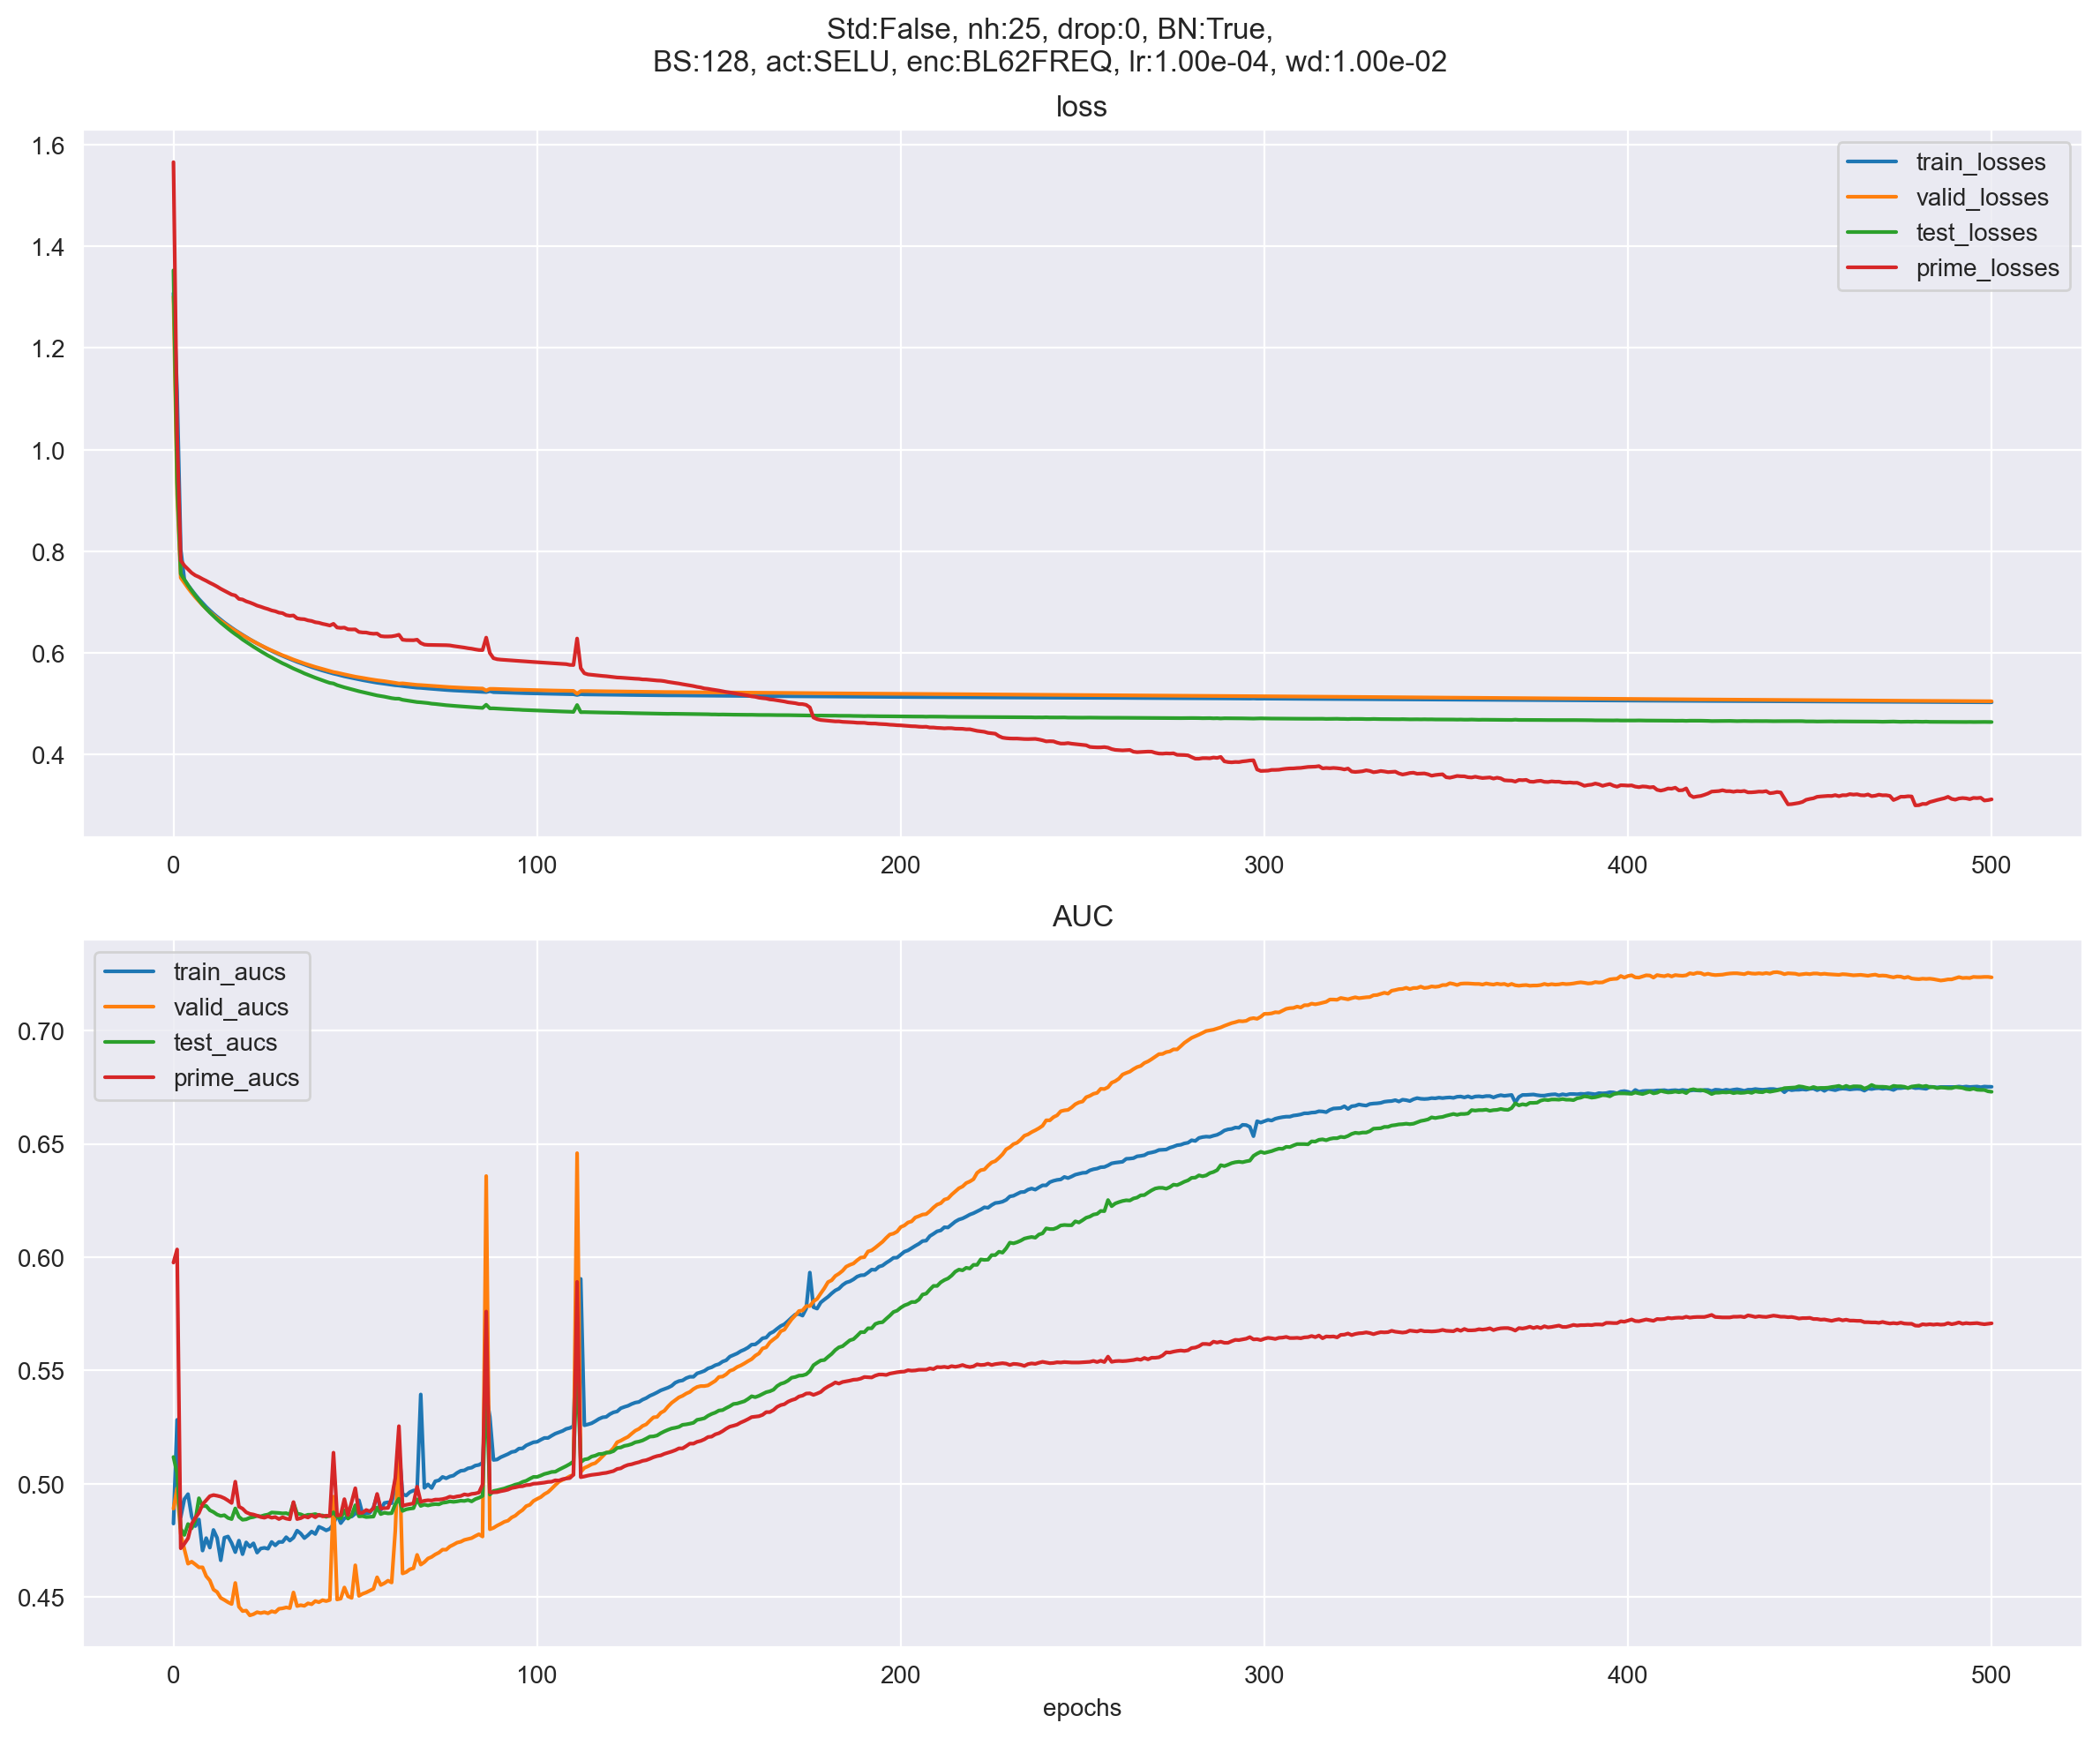 Std:False, nh:25, drop:0, BN:True,
BS:128, act:SELU, enc:BL62FREQ, lr:1.00e-04, wd:1.00e-02
loss
1.6
1.4
1.2
1.0
0.8
0.6
0.4
train_losses
valid_losses
test_losses
prime_losses
0 100 200 300 400 500
AUC
train_aucs
valid_aucs
test_aucs
prime_aucs
0.70
0.65
0.60
0.55
0.50
0.45
0 100 200 300 400 500
epochs